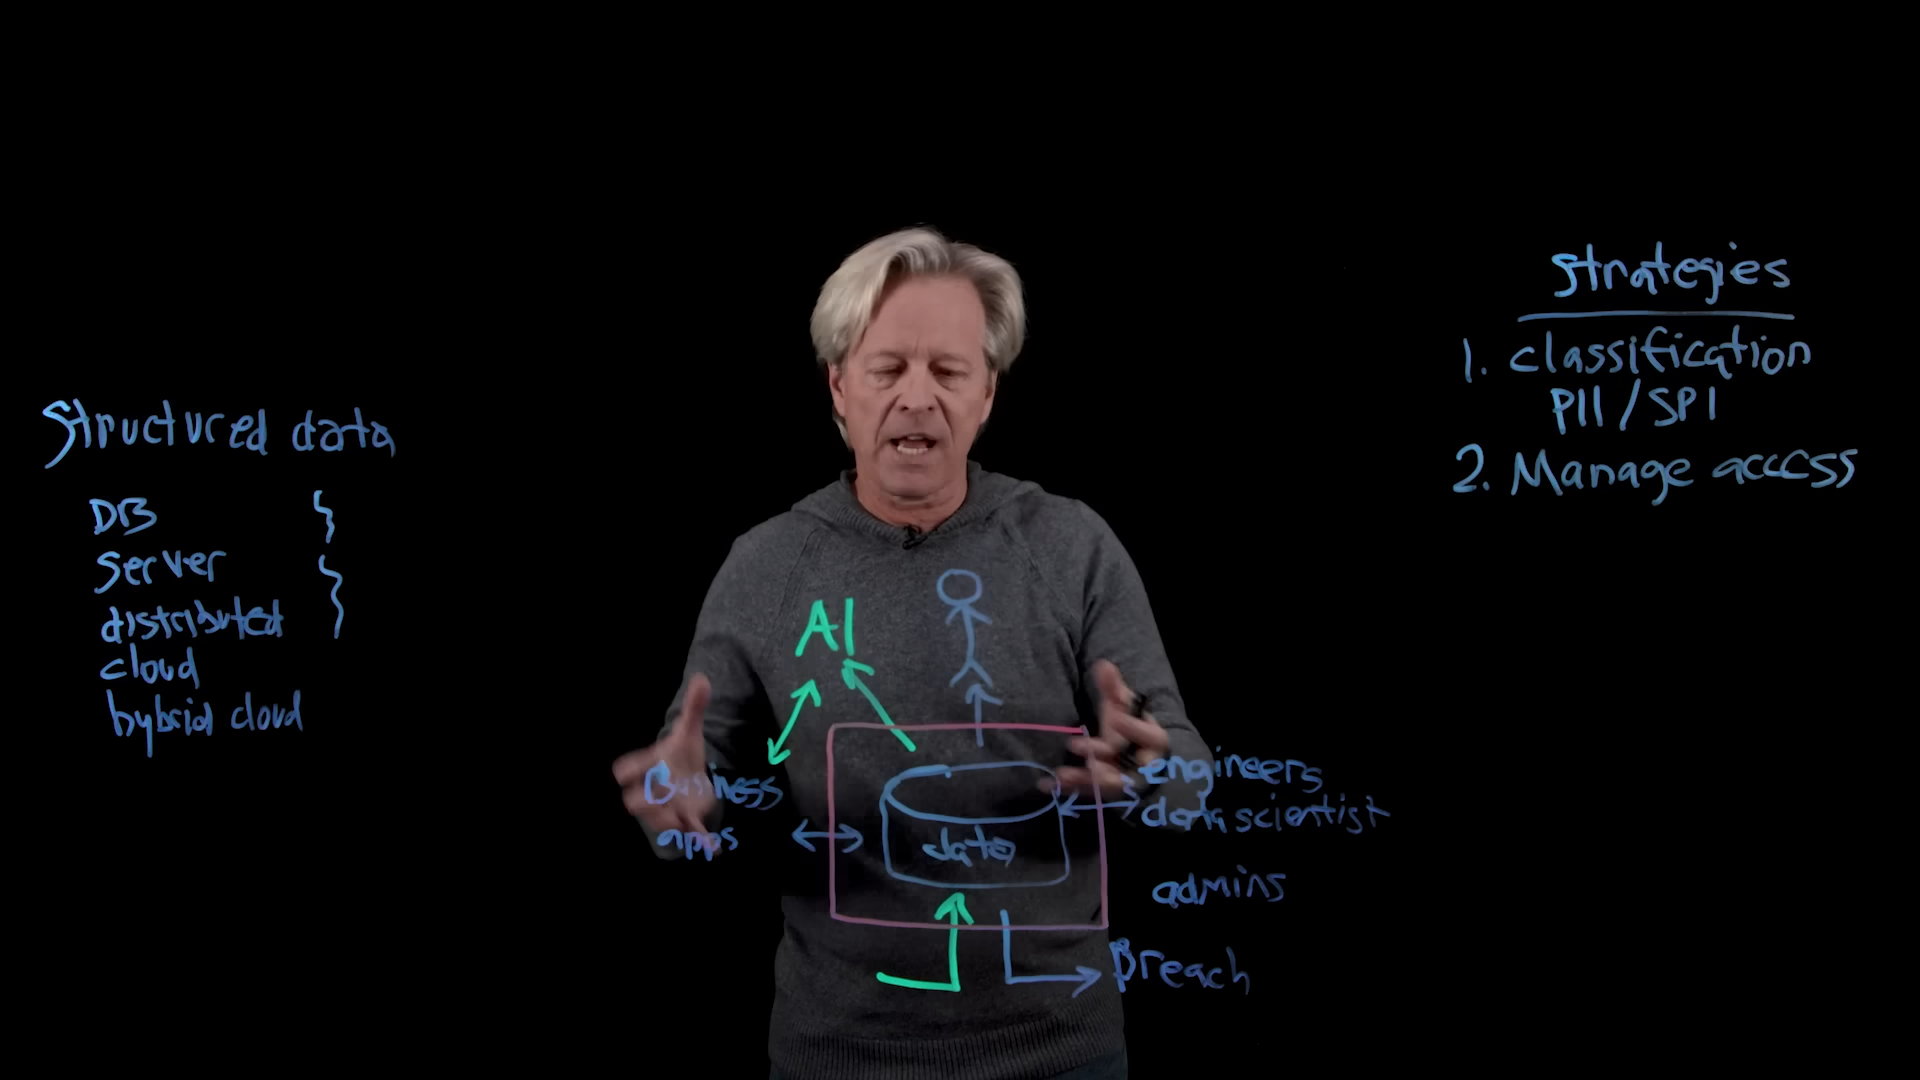 Structured data
DB
Server
distributed
cloud
hybrid cloud
AI
Business
apps
data
engineers
data scientist
admins
Breach
Strategies
1. classification
PII/SPI
2. Manage access